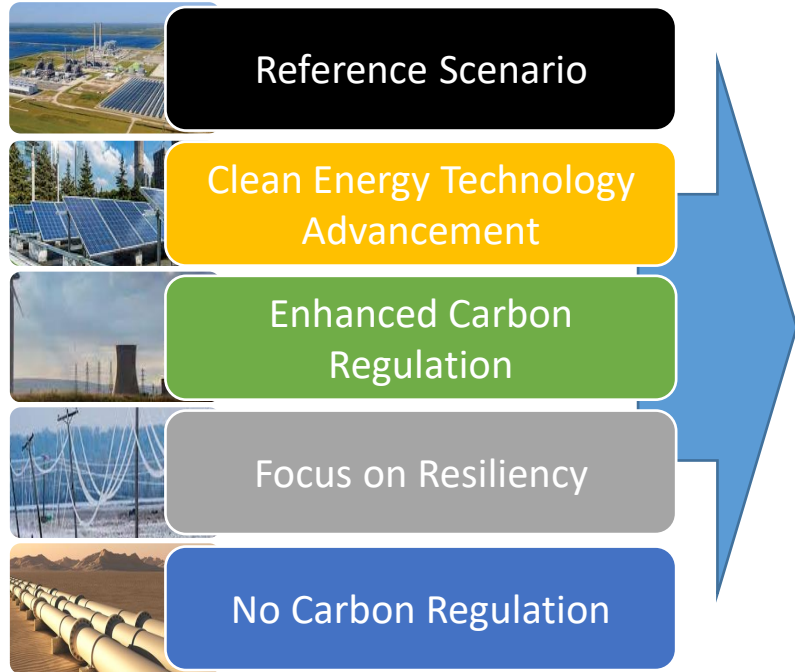 Reference Scenario
Clean Energy Technology
Advancement
Enhanced Carbon
Regulation
Focus on Resiliency
No Carbon Regulation